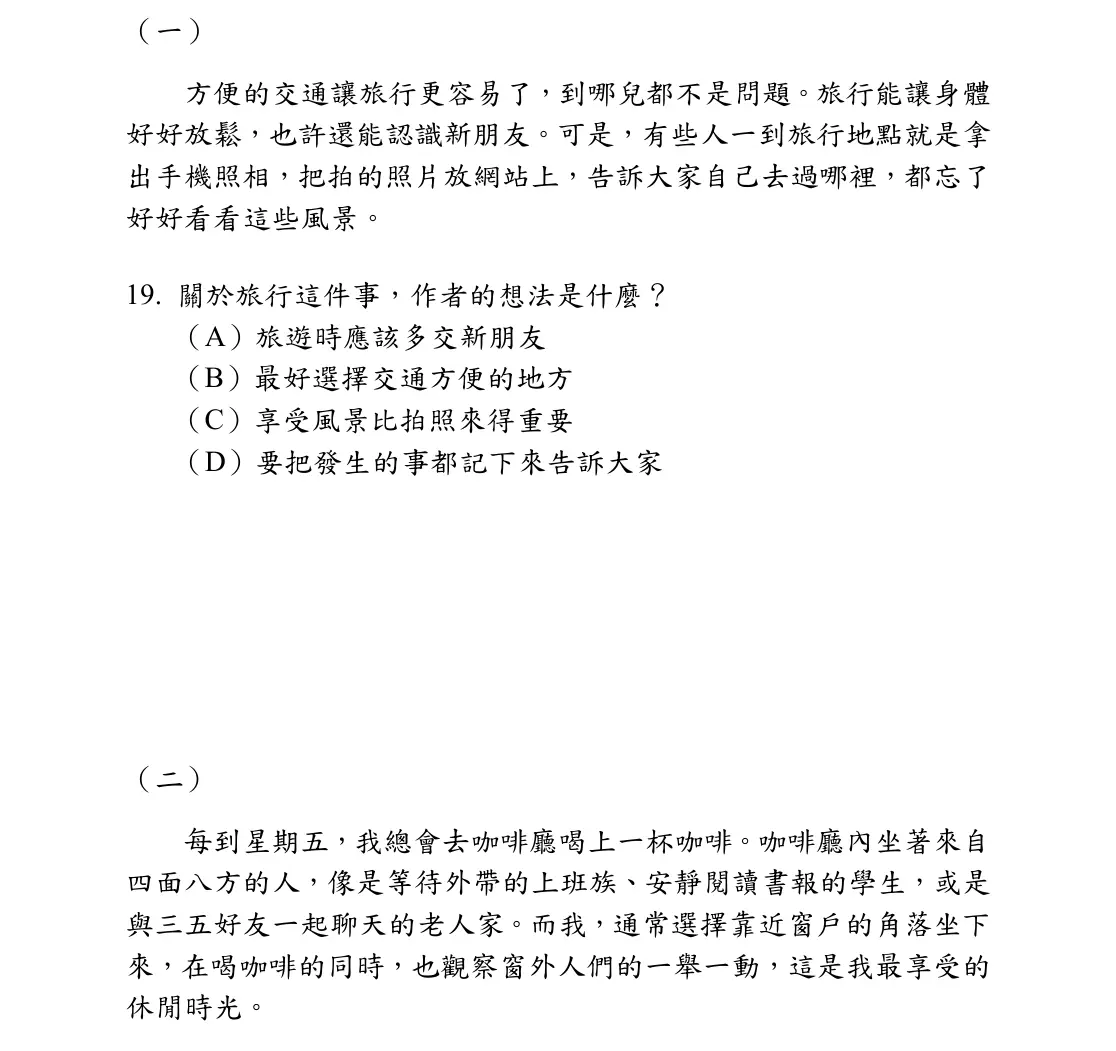 （一）
方便的交通讓旅行更容易了，到哪兒都不是問題。旅行能讓身體
好好放鬆，也許還能認識新朋友。可是，有些人一到旅行地點就是拿
出手機照相，把拍的照片放網站上，告訴大家自己去過哪裡，都忘了
好好看看這些風景。
19. 關於旅行這件事，作者的想法是什麼？
（A）旅遊時應該多交新朋友
（B）最好選擇交通方便的地方
（C）享受風景比拍照來得重要
（D）要把發生的事都記下來告訴大家
（二）
每到星期五，我總會去咖啡廳喝上一杯咖啡。咖啡廳內坐著來自
四面八方的人，像是等待外帶的上班族、安靜閱讀書報的學生，或是
與三五好友一起聊天的老人家。而我，通常選擇靠近窗戶的角落坐下
來，在喝咖啡的同時，也觀察窗外人們的一舉一動，這是我最享受的
休閒時光。